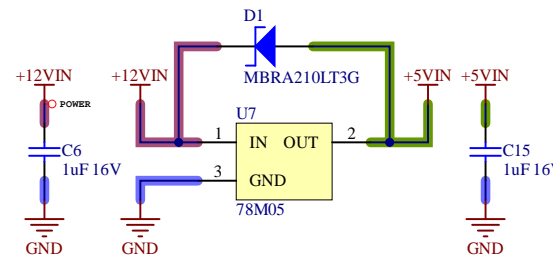 D1
MBRA210LT3G
+12VIN
POWER
+12VIN
+5VIN
+5VIN
U7
1 IN OUT 2
3 GND
78M05
C6
1uF 16V
C15
1uF 16V
GND
GND
GND